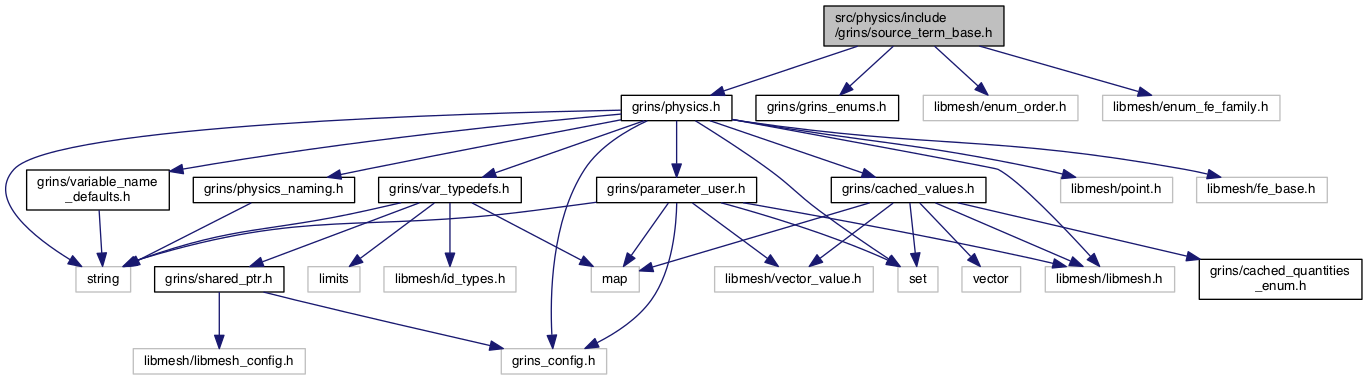 src/physics/include
/grins/source_term_base.h
grins/physics.h
grins/grins_enums.h
libmesh/enum_order.h
libmesh/enum_fe_family.h
grins/variable_name
_defaults.h
grins/physics_naming.h
grins/var_typedefs.h
grins/parameter_user.h
grins/cached_values.h
libmesh/point.h
libmesh/fe_base.h
string
grins/shared_ptr.h
limits
libmesh/id_types.h
map
libmesh/vector_value.h
set
vector
libmesh/libmesh.h
grins/cached_quantities
_enum.h
libmesh/libmesh_config.h
grins_config.h